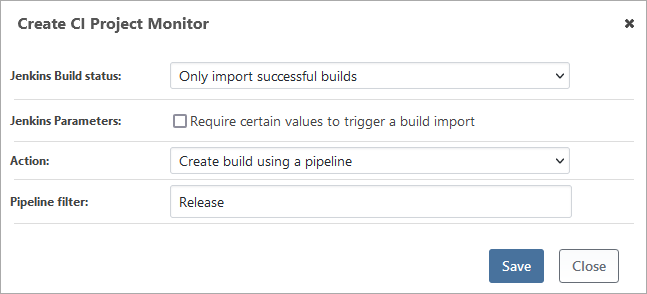 Create CI Project Monitor
Jenkins Build status: Only import successful builds
Jenkins Parameters: Require certain values to trigger a build import
Action: Create build using a pipeline
Pipeline filter: Release
Save Close